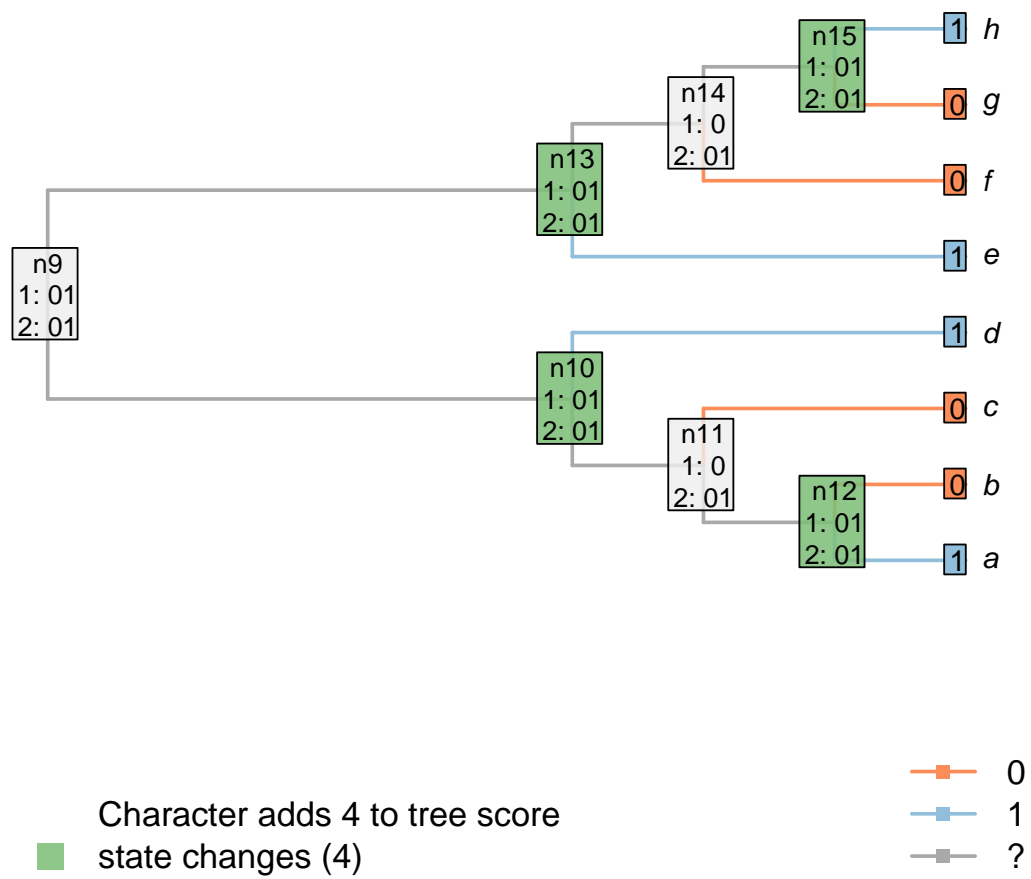 n15
1: 01
2: 01
1 h
0 g
n14
1: 0
2: 01
0 f
n13
1: 01
2: 01
1 e
n9
1: 01
2: 01
1 d
n10
1: 01
2: 01
0 c
n11
1: 0
2: 01
0 b
n12
1: 01
2: 01
1 a
Character adds 4 to tree score
state changes (4)
0
1
?